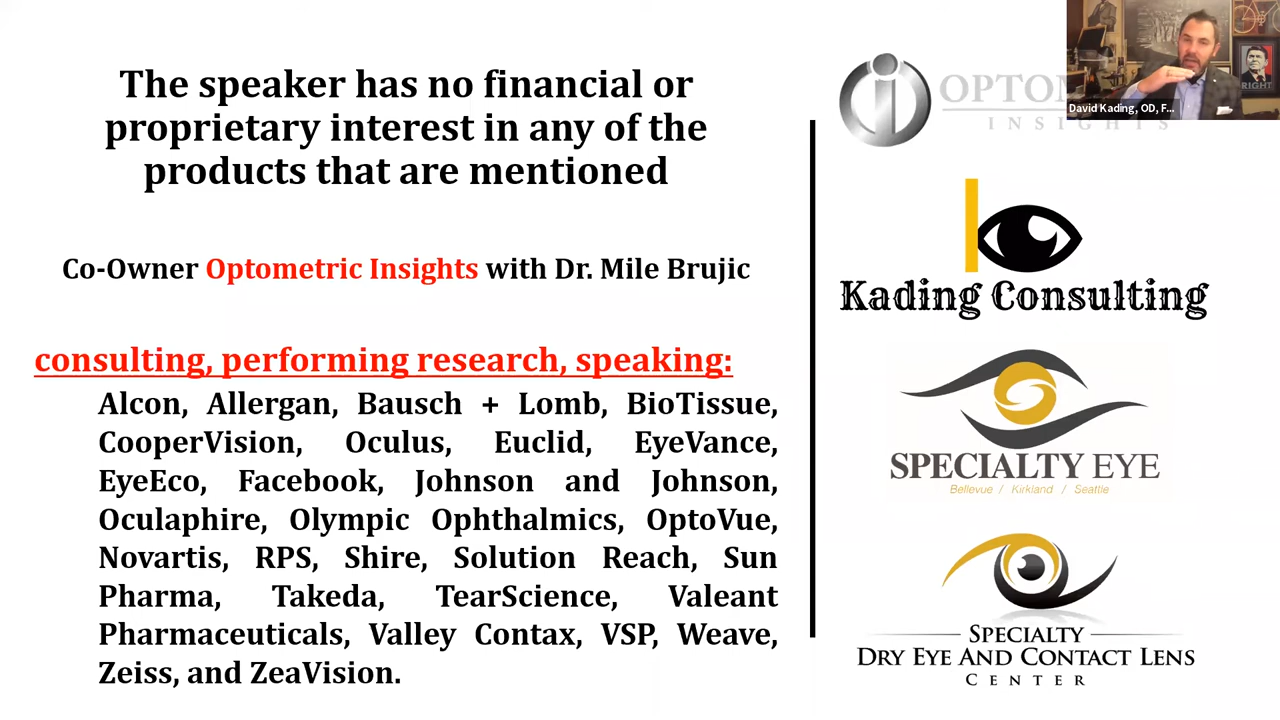 The speaker has no financial or
proprietary interest in any of the
products that are mentioned
Co-Owner Optometric Insights with Dr. Mile Brujic
consulting, performing research, speaking:
Alcon, Allergan, Bausch + Lomb, BioTissue,
CooperVision, Oculus, Euclid, EyeVance,
EyeEco, Facebook, Johnson and Johnson,
Oculaphire, Olympic Ophthalmics, OptoVue,
Novartis, RPS, Shire, Solution Reach, Sun
Pharma, Takeda, TearScience, Valeant
Pharmaceuticals, Valley Contax, VSP, Weave,
Zeiss, and ZeaVision.
OPTOM
INSIGHTS
David Kading, OD, F...
RIGHT
Kading Consulting
SPECIALTY EYE
Bellevue / Kirkland / Seattle
SPECIALTY
DRY EYE AND CONTACT LENS
CENTER